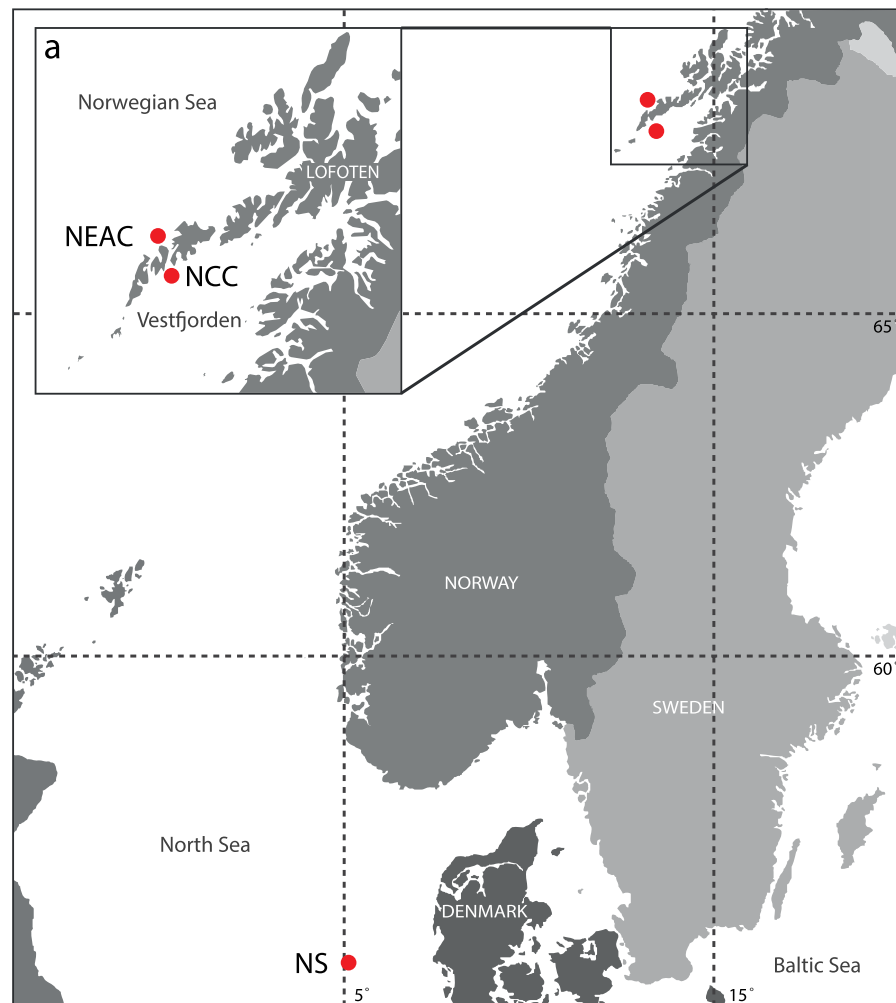 a
Norwegian Sea
LOFOTEN
NEAC
NCC
Vestfjorden
65°
NORWAY
60°
SWEDEN
North Sea
DENMARK
NS
Baltic Sea
5°
15°